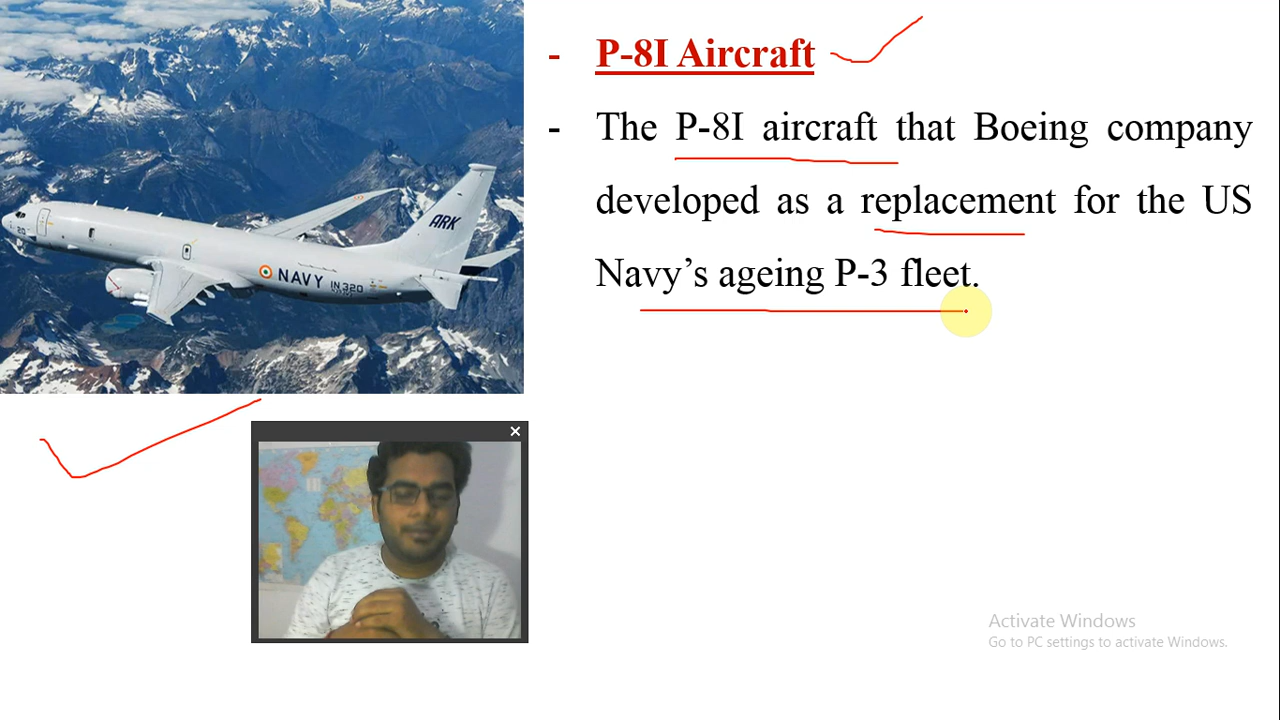 - P-8I Aircraft
- The P-8I aircraft that Boeing company
developed as a replacement for the US
Navy’s ageing P-3 fleet.
ARK
20
NAVY IN 320
×
Activate Windows
Go to PC settings to activate Windows.